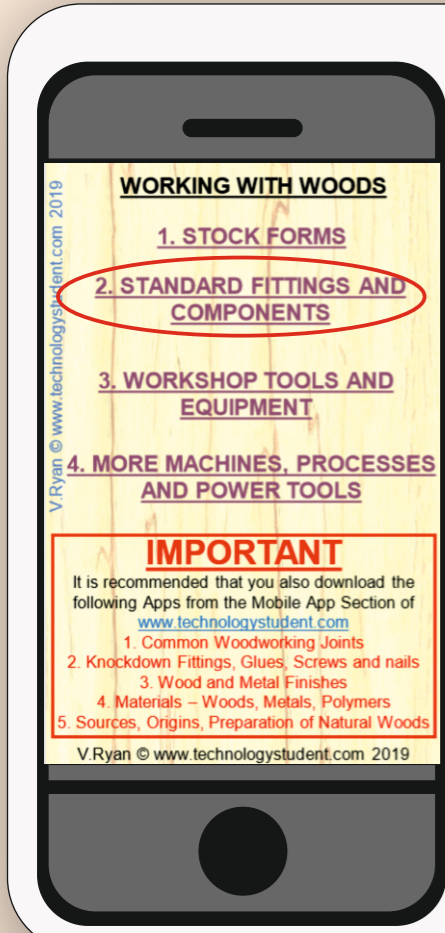 WORKING WITH WOODS
1. STOCK FORMS
2. STANDARD FITTINGS AND
COMPONENTS
3. WORKSHOP TOOLS AND
EQUIPMENT
4. MORE MACHINES, PROCESSES
AND POWER TOOLS
V.Ryan © www.technologystudent.com 2019
IMPORTANT
It is recommended that you also download the
following Apps from the Mobile App Section of
www.technologystudent.com
1. Common Woodworking Joints
2. Knockdown Fittings, Glues, Screws and nails
3. Wood and Metal Finishes
4. Materials – Woods, Metals, Polymers
5. Sources, Origins, Preparation of Natural Woods
V.Ryan © www.technologystudent.com 2019